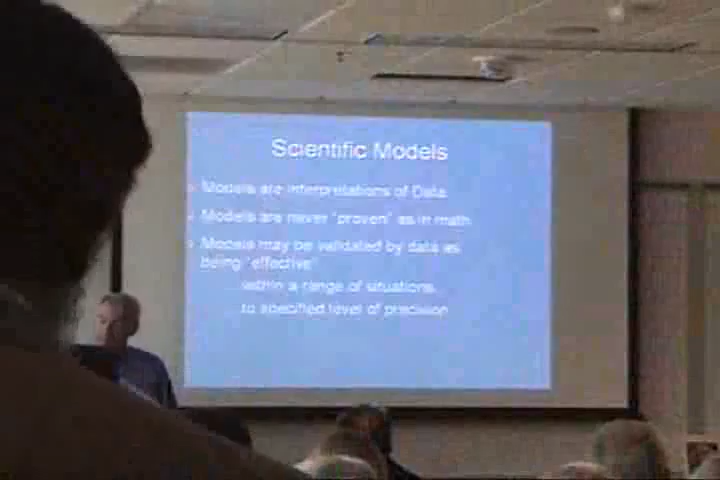 Scientific Models
Models are interpretations of Data
Models are never "proven" as in math
Models may be validated by data as
being "effective"
within a range of situations
to specified level of precision